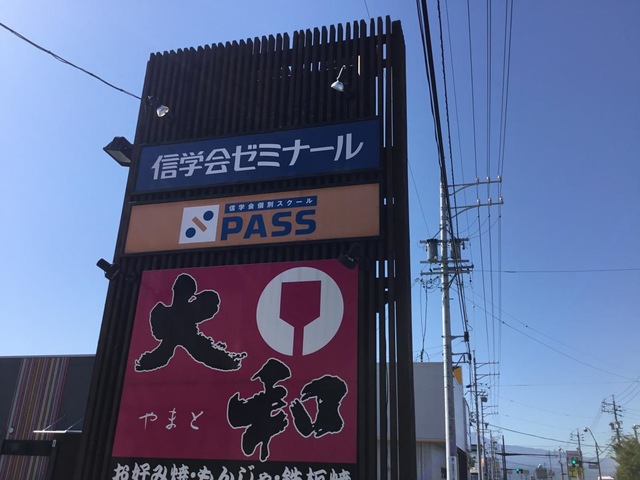 信学会ゼミナール
信学会個別スクール
PASS
大和
やまと
お好み焼・もんじゃ・鉄板焼